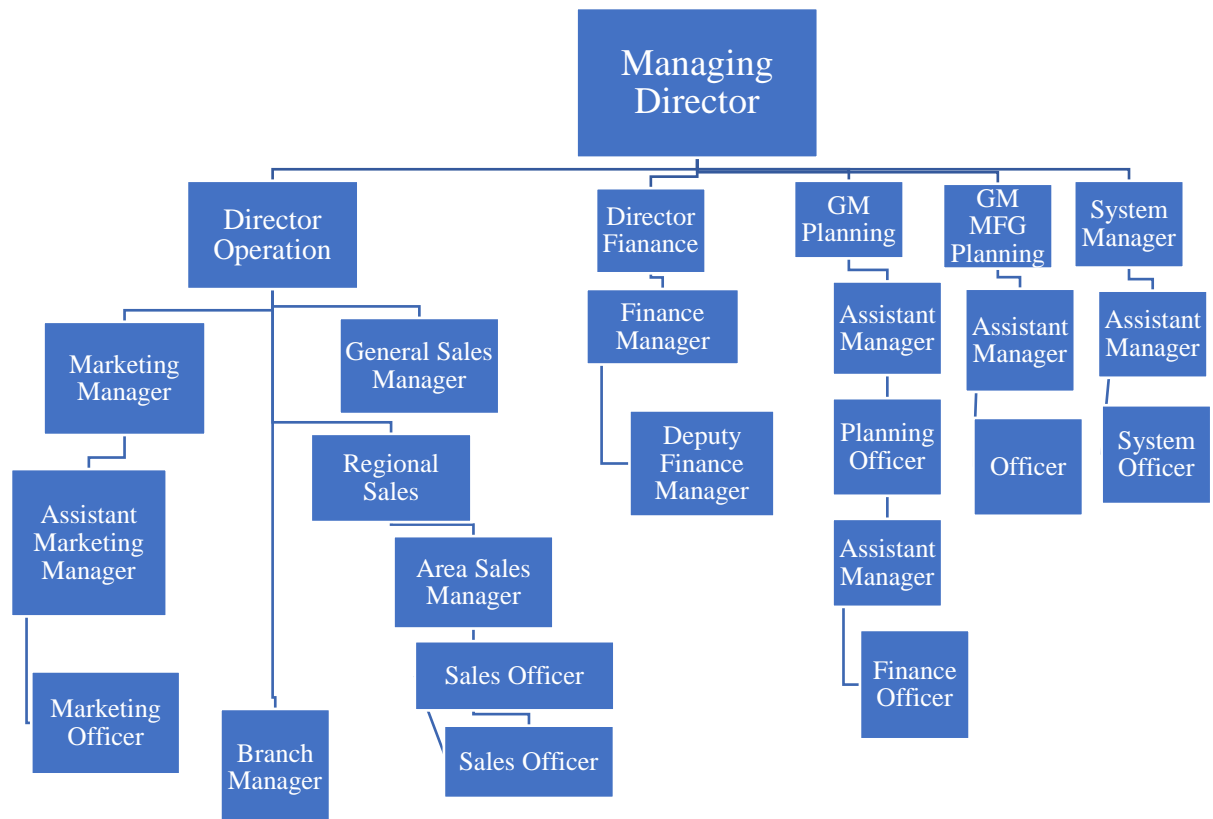 Managing
Director
Director
Operation
Director
Fianance
GM
Planning
GM
MFG
Planning
System
Manager
Marketing
Manager
General Sales
Manager
Finance
Manager
Assistant
Manager
Assistant
Manager
Assistant
Manager
Assistant
Marketing
Manager
Regional
Sales
Deputy
Finance
Manager
Planning
Officer
Officer
System
Officer
Area Sales
Manager
Assistant
Manager
Marketing
Officer
Branch
Manager
Sales Officer
Sales Officer
Finance
Officer